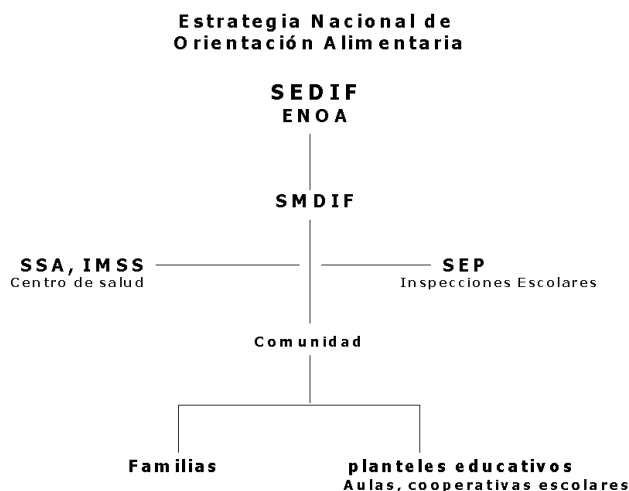 Estrategia Nacional de
Orientación Alimentaria
SEDIF
ENOA
SMDIF
SSA, IMSS
Centro de salud
SEP
Inspecciones Escolares
Comunidad
Familias
planteles educativos
Aulas, cooperativas escolares